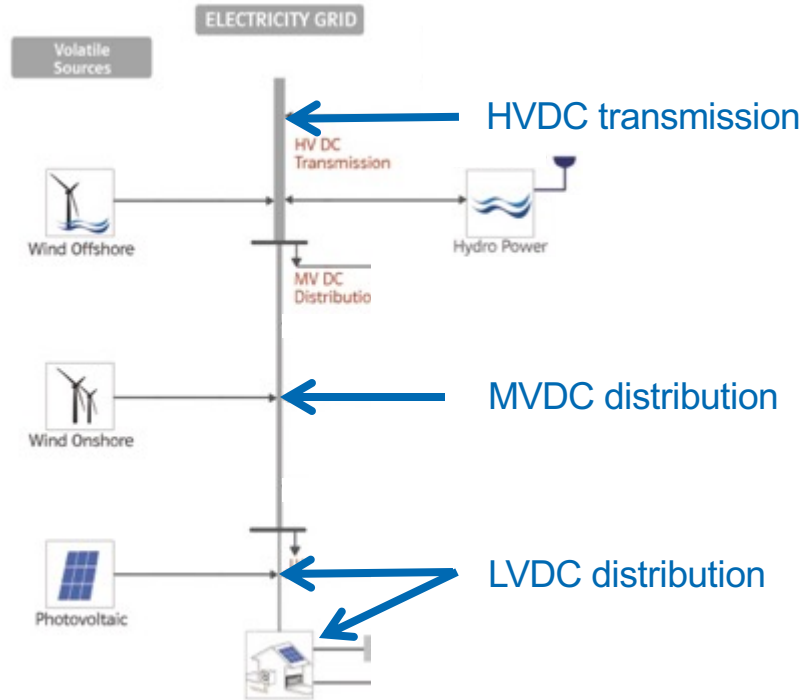 ELECTRICITY GRID
Volatile
Sources
HVDC transmission
HV DC
Transmission
Wind Offshore
Hydro Power
MV DC
Distributio
MVDC distribution
Wind Onshore
LVDC distribution
Photovoltaic